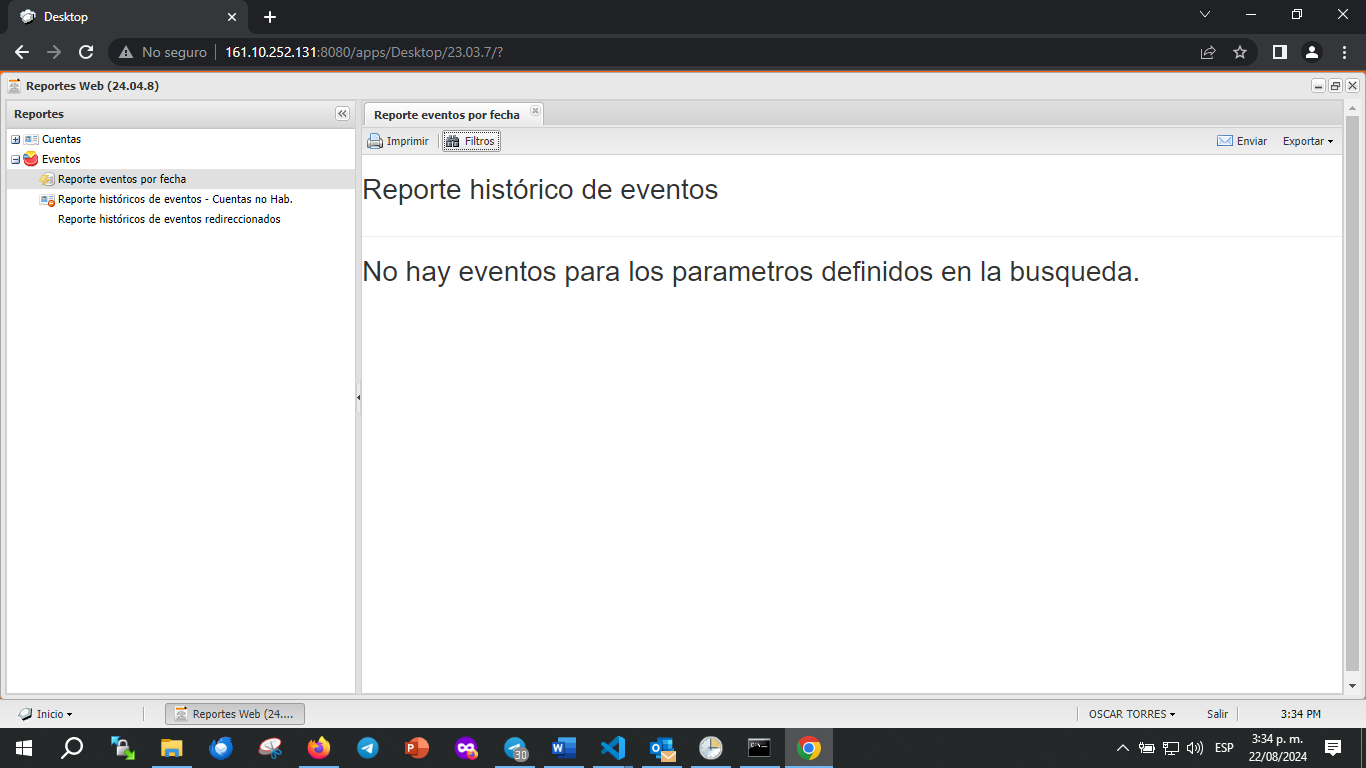 Desktop
No seguro
161.10.252.131:8080/apps/Desktop/23.03.7/?
Reportes Web (24.04.8)
Reportes
Cuentas
Eventos
Reporte eventos por fecha
Reporte históricos de eventos - Cuentas no Hab.
Reporte históricos de eventos redireccionados
Reporte eventos por fecha
Imprimir
Filtros
Enviar
Exportar
Reporte histórico de eventos
No hay eventos para los parametros definidos en la busqueda.
Inicio
Reportes Web (24....
OSCAR TORRES
Salir
3:34 PM
30
ESP
3:34 p. m.
22/08/2024